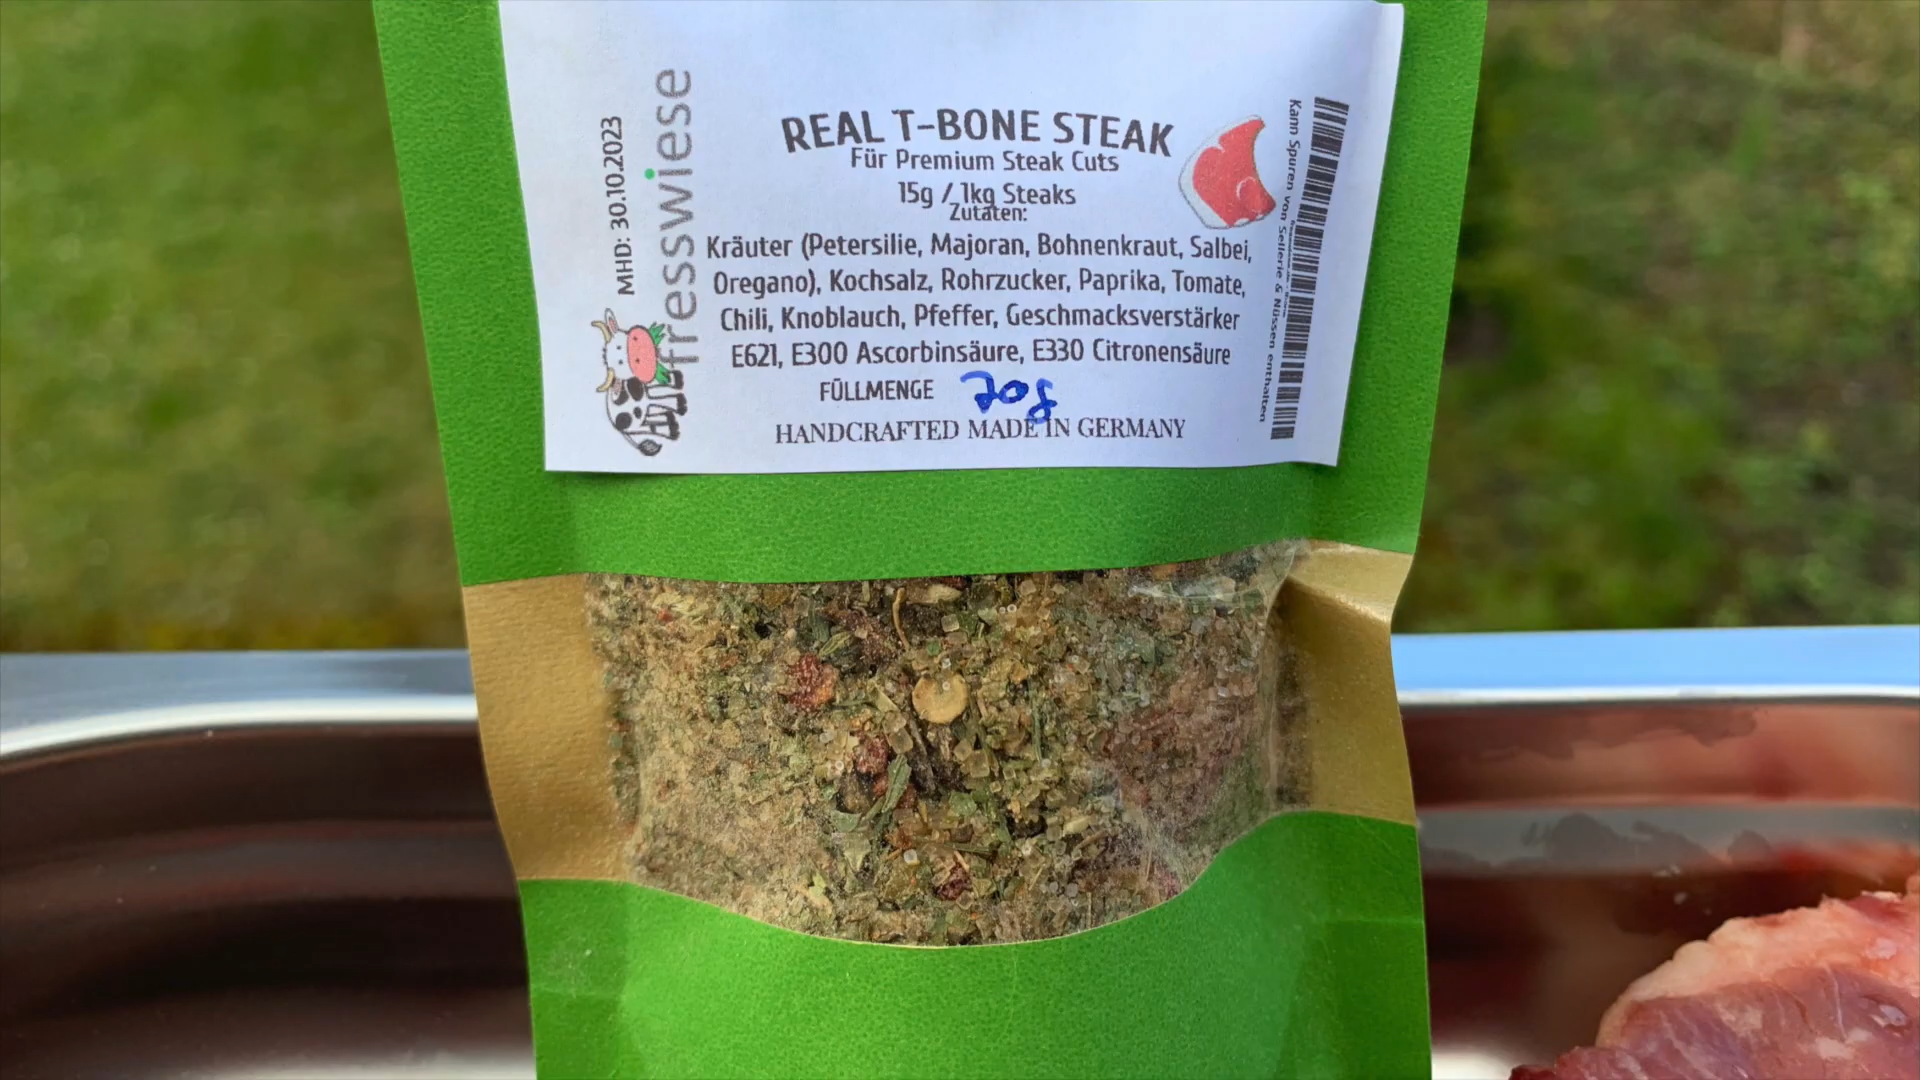 REAL T-BONE STEAK
Für Premium Steak Cuts
15g / 1kg Steaks
Zutaten:
Kräuter (Petersilie, Majoran, Bohnenkraut, Salbei,
Oregano), Kochsalz, Rohrzucker, Paprika, Tomate,
Chili, Knoblauch, Pfeffer, Geschmacksverstärker
E621, E300 Ascorbinsäure, E330 Citronensäure
FÜLLMENGE 70g
HANDCRAFTED MADE IN GERMANY
MHD: 30.10.2023
fresswiese
Kann Spuren von Sellerie & Nüssen enthalten